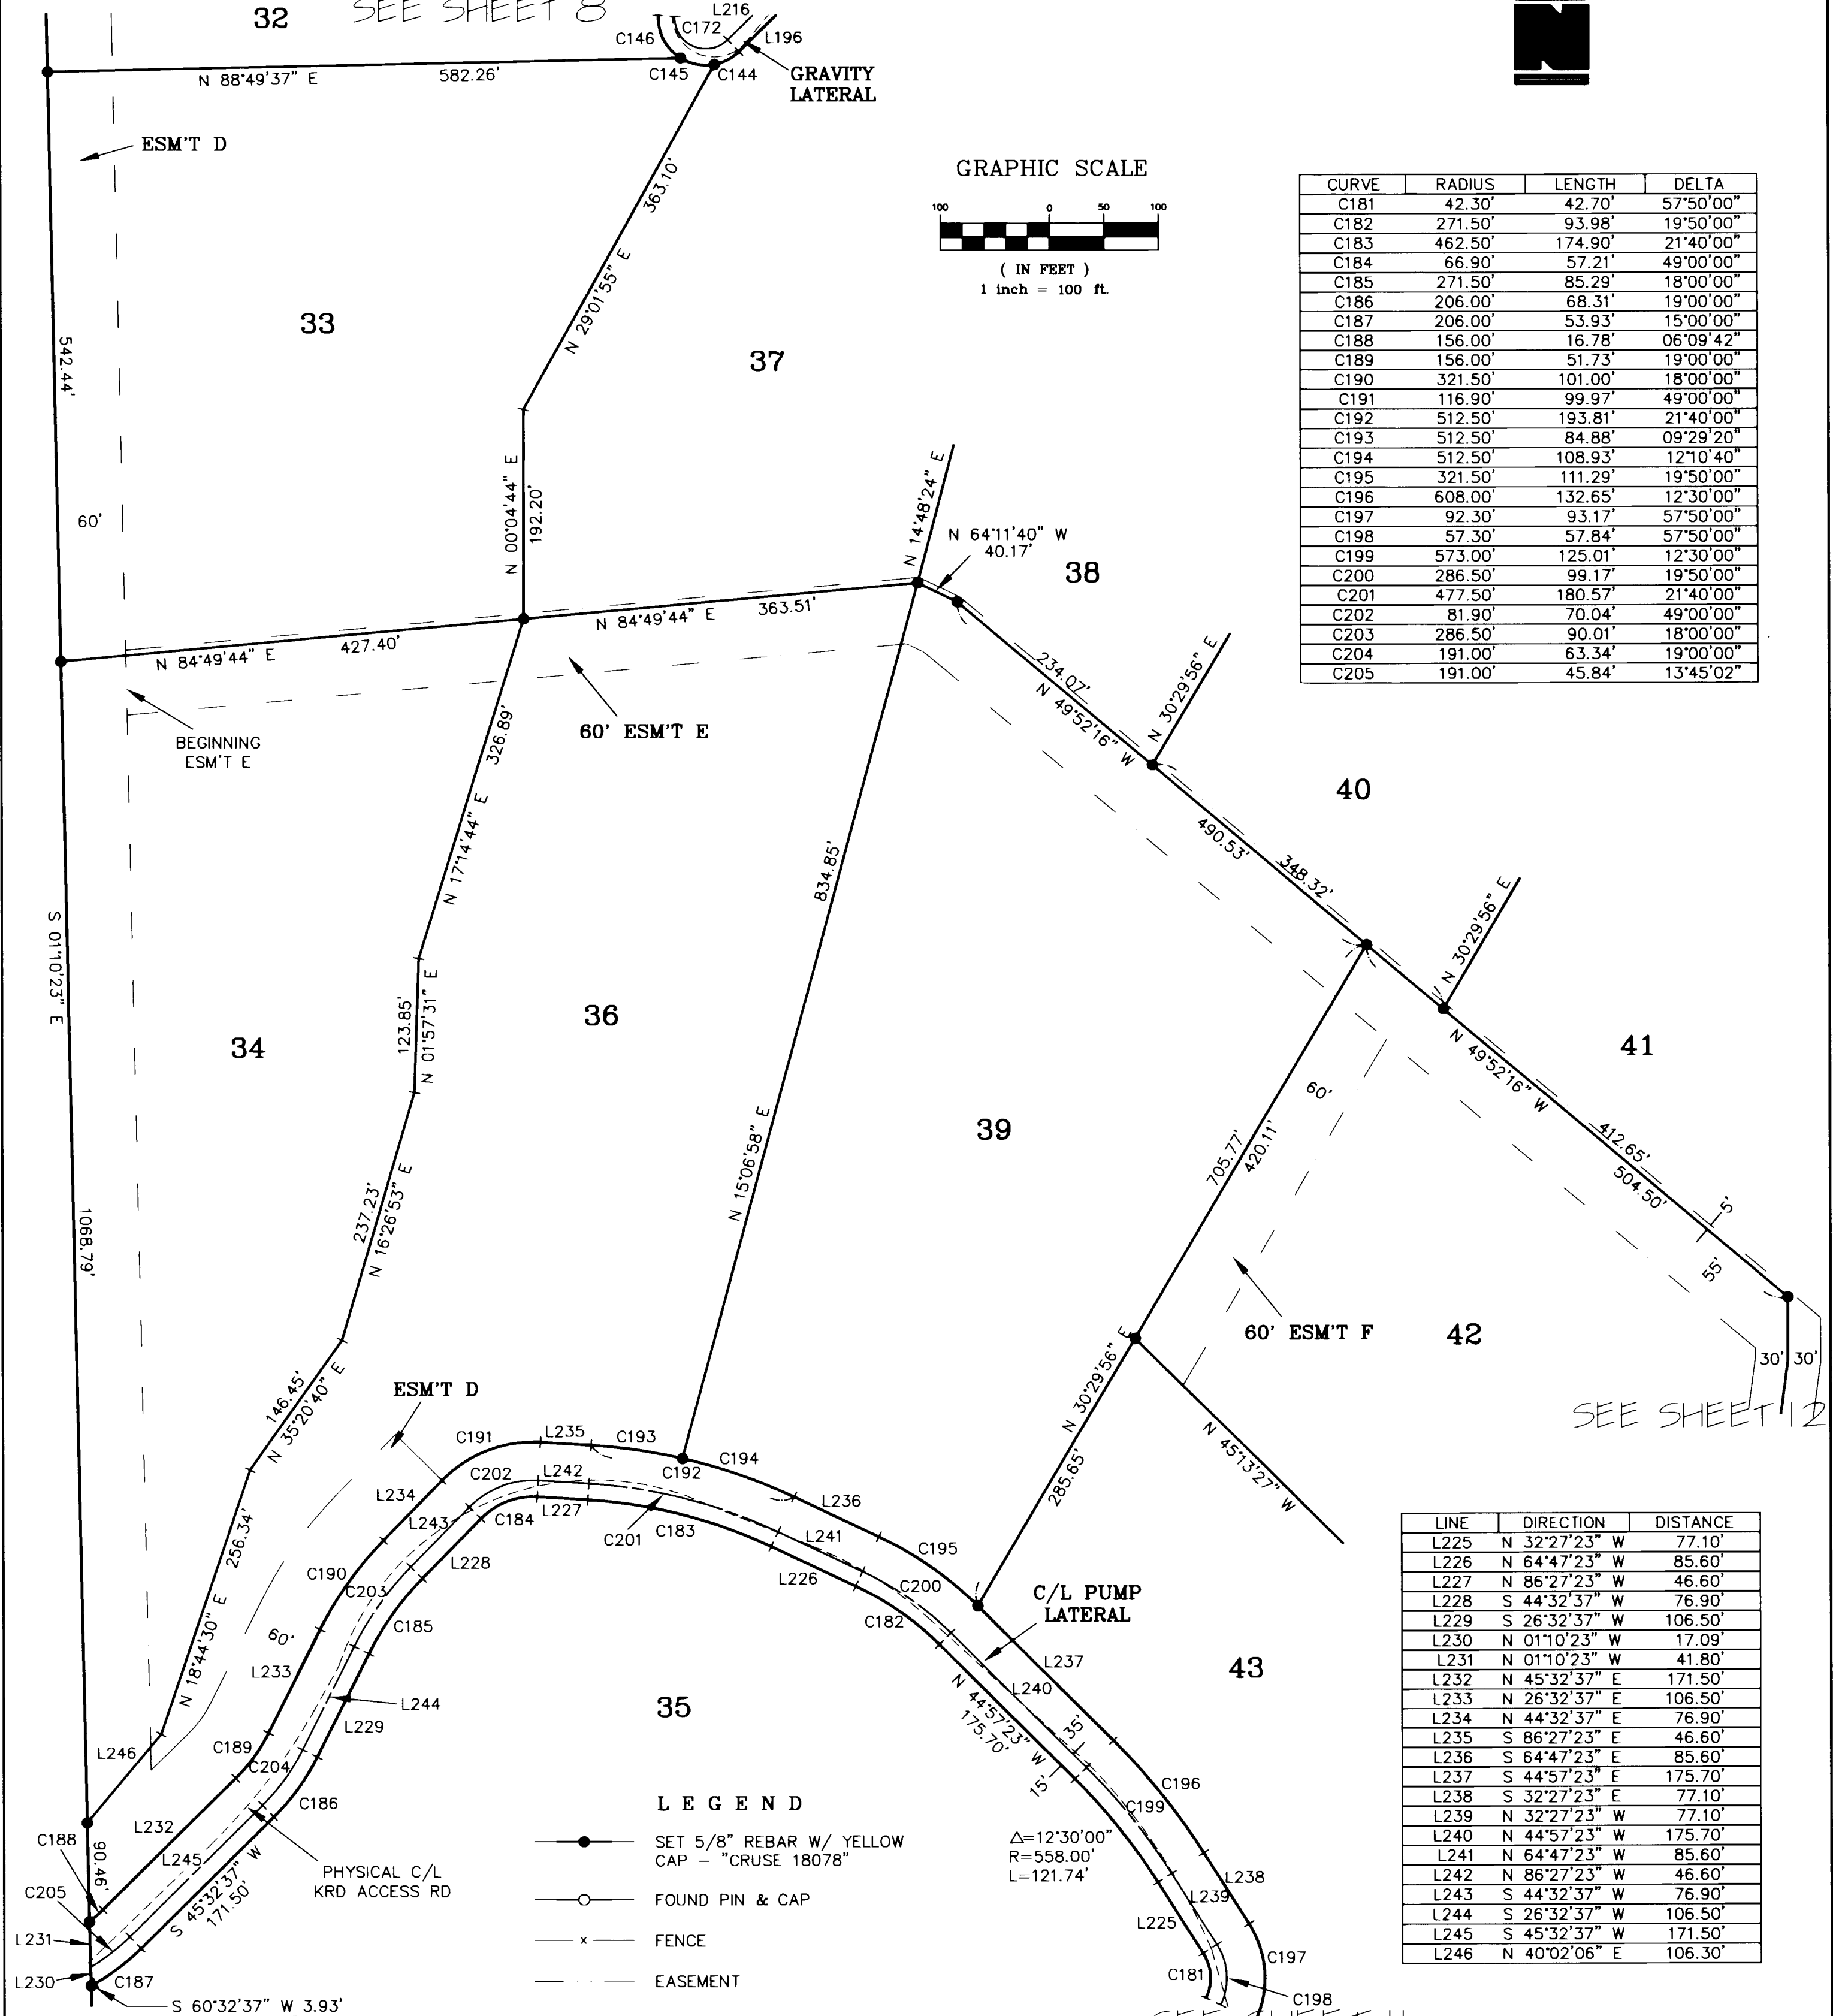 32
SEE SHEET 8
L216
C172
C146
L196
C145
C144
N 88°49'37" E
582.26'
GRAVITY
LATERAL
N
ESM'T D
363.10'
N 29°01'55" E
GRAPHIC SCALE
100 0 50 100
( IN FEET )
1 inch = 100 ft.
CURVE RADIUS LENGTH DELTA
C181 42.30' 42.70' 57°50'00"
C182 271.50' 93.98' 19°50'00"
C183 462.50' 174.90' 21°40'00"
C184 66.90' 57.21' 49°00'00"
C185 271.50' 85.29' 18°00'00"
C186 206.00' 68.31' 19°00'00"
C187 206.00' 53.93' 15°00'00"
C188 156.00' 16.78' 06°09'42"
C189 156.00' 51.73' 19°00'00"
C190 321.50' 101.00' 18°00'00"
C191 116.90' 99.97' 49°00'00"
C192 512.50' 193.81' 21°40'00"
C193 512.50' 84.88' 09°29'20"
C194 512.50' 108.93' 12°10'40"
C195 321.50' 111.29' 19°50'00"
C196 608.00' 132.65' 12°30'00"
C197 92.30' 93.17' 57°50'00"
C198 57.30' 57.84' 57°50'00"
C199 573.00' 125.01' 12°30'00"
C200 286.50' 99.17' 19°50'00"
C201 477.50' 180.57' 21°40'00"
C202 81.90' 70.04' 49°00'00"
C203 286.50' 90.01' 18°00'00"
C204 191.00' 63.34' 19°00'00"
C205 191.00' 45.84' 13°45'02"
33
37
542.44'
60'
N 00°04'44" E
192.20'
N 14°48'24" E
N 64°11'40" W
40.17'
38
N 84°49'44" E
427.40'
N 84°49'44" E
363.51'
234.07'
N 49°52'16" W
N 30°29'56" E
BEGINNING
ESM'T E
60' ESM'T E
326.89'
N 17°14'44" E
40
490.53'
348.32'
834.85'
N 30°29'56" E
S 01°10'23" E
34
36
123.85'
N 01°57'31" E
41
N 49°52'16" W
60'
39
705.77'
420.11'
412.65'
504.50'
5'
55'
N 15°06'58" E
237.23'
N 16°26'53" E
1068.79'
60' ESM'T F
42
30' 30'
SEE SHEET 12
146.45'
N 35°20'40" E
ESM'T D
N 30°29'56" E
285.65'
N 45°13'27" W
C191
L235
C193
C194
C192
C202
L242
L234
L243
C184
L227
C201
C183
L236
L241
C195
L228
L226
C200
C190
C203
C182
C185
C/L PUMP
LATERAL
256.34'
N 18°44'30" E
60'
L233
L244
L229
35
L237
L240
43
N 44°57'23" W
175.70'
35'
15'
L246
C189
C204
C186
C196
C199
L232
C188
90.46'
L245
C205
S 45°32'37" W
171.50'
PHYSICAL C/L
KRD ACCESS RD
L231
L230
C187
S 60°32'37" W 3.93'
LEGEND
SET 5/8" REBAR W/ YELLOW
CAP - "CRUSE 18078"
FOUND PIN & CAP
x FENCE
EASEMENT
Δ=12°30'00"
R=558.00'
L=121.74'
L238
L239
L225
C197
C181
C198
LINE DIRECTION DISTANCE
L225 N 32°27'23" W 77.10'
L226 N 64°47'23" W 85.60'
L227 N 86°27'23" W 46.60'
L228 S 44°32'37" W 76.90'
L229 S 26°32'37" W 106.50'
L230 N 01°10'23" W 17.09'
L231 N 01°10'23" W 41.80'
L232 N 45°32'37" E 171.50'
L233 N 26°32'37" E 106.50'
L234 N 44°32'37" E 76.90'
L235 S 86°27'23" E 46.60'
L236 S 64°47'23" E 85.60'
L237 S 44°57'23" E 175.70'
L238 S 32°27'23" E 77.10'
L239 N 32°27'23" W 77.10'
L240 N 44°57'23" W 175.70'
L241 N 64°47'23" W 85.60'
L242 N 86°27'23" W 46.60'
L243 S 44°32'37" W 76.90'
L244 S 26°32'37" W 106.50'
L245 S 45°32'37" W 171.50'
L246 N 40°02'06" E 106.30'